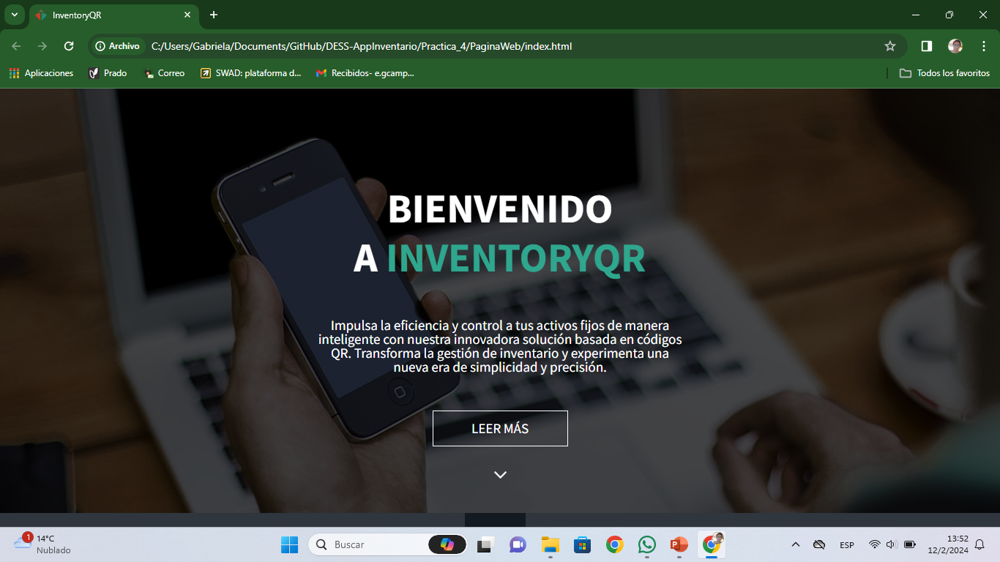 InventoryQR
Archivo
C:/Users/Gabriela/Documents/GitHub/DESS-AppInventario/Practica_4/PaginaWeb/index.html
Aplicaciones
Prado
Correo
SWAD: plataforma d...
Recibidos- e.gcamp...
Todos los favoritos
BIENVENIDO
A INVENTORYQR
Impulsa la eficiencia y control a tus activos fijos de manera
inteligente con nuestra innovadora solución basada en códigos
QR. Transforma la gestión de inventario y experimenta una
nueva era de simplicidad y precisión.
LEER MÁS
1
14°C
Nublado
Buscar
ESP
13:52
12/2/2024